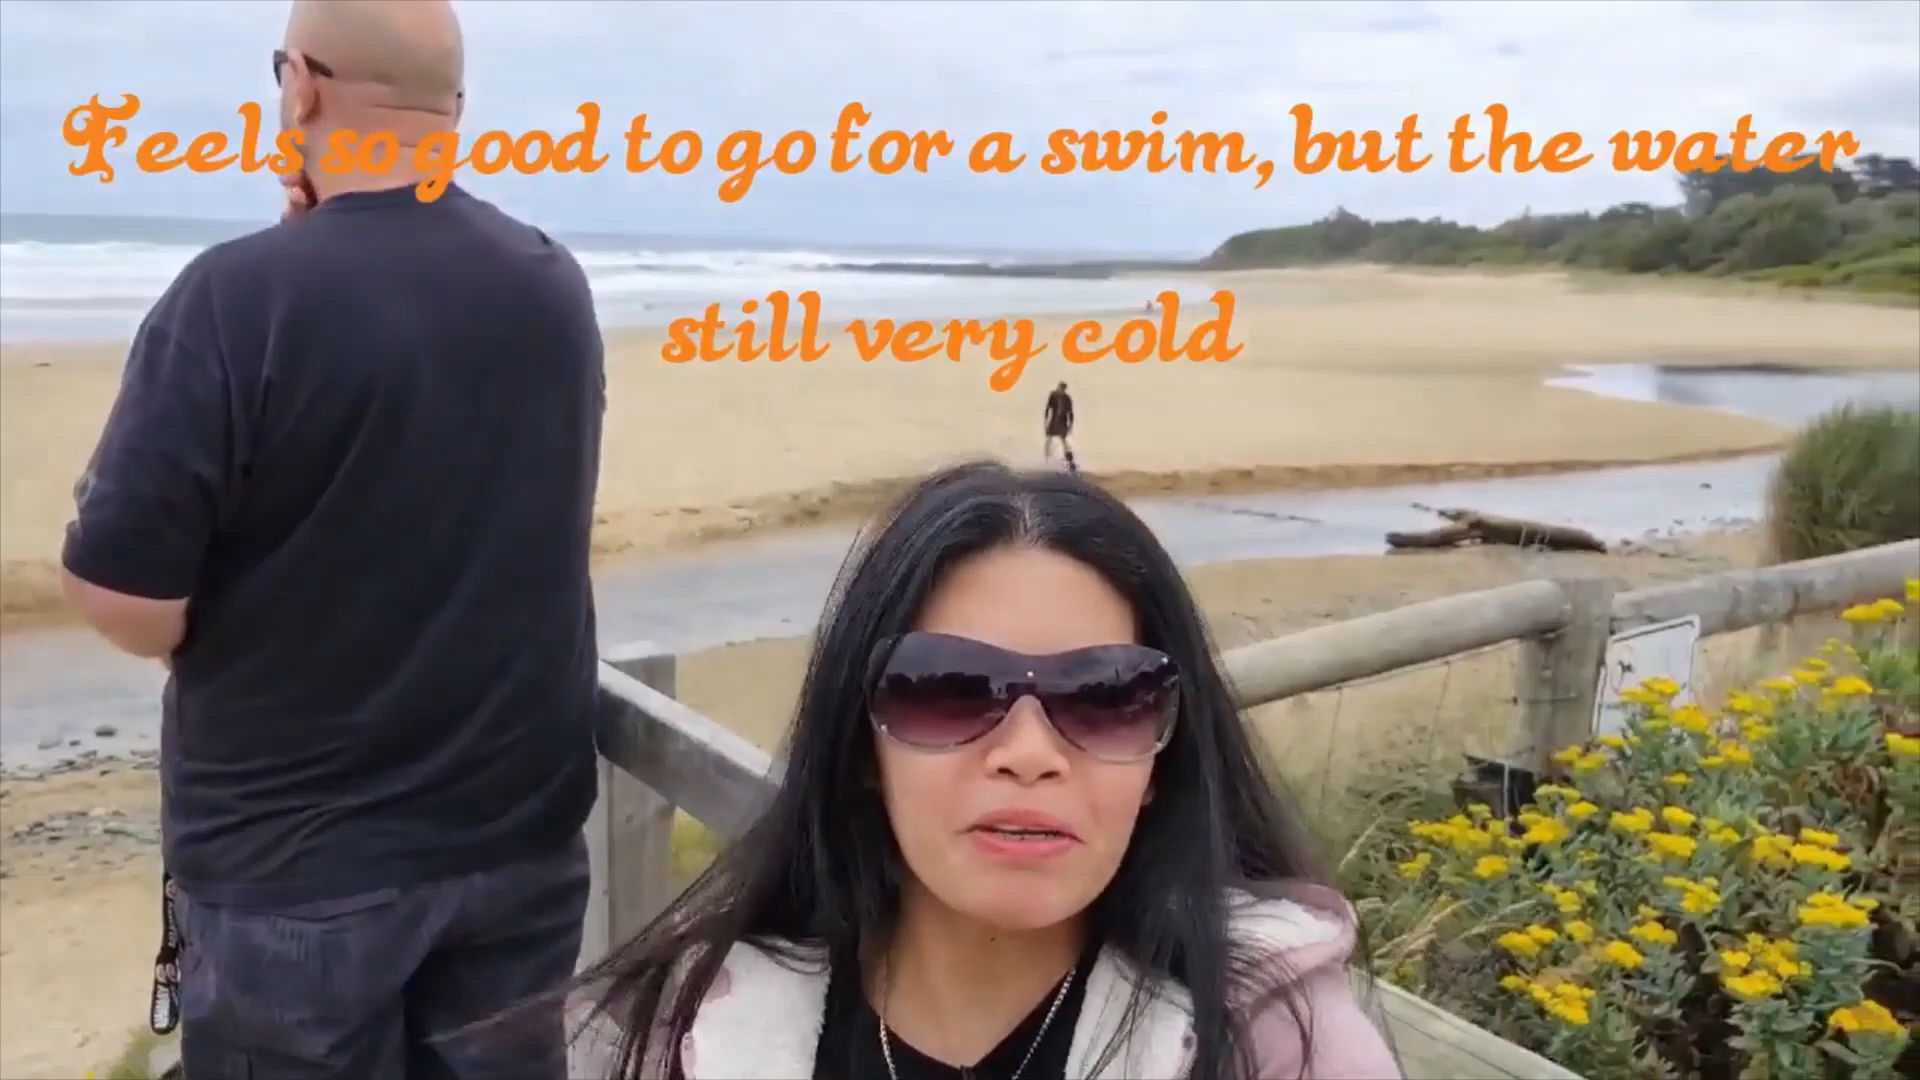 Feels so good to go for a swim, but the water
still very cold